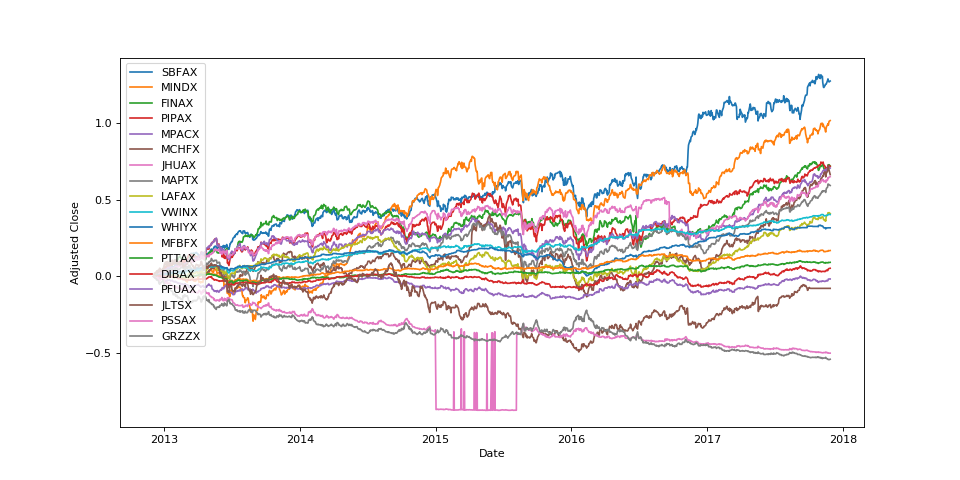 SBFAX
MINDX
FINAX
PIPAX
MPACX
MCHFX
JHUAX
MAPTX
LAFAX
VWINX
WHIYX
MFBFX
PTTAX
DIBAX
PFUAX
JLTSX
PSSAX
GRZZX
1.0
0.5
0.0
−0.5
Adjusted Close
2013 2014 2015 2016 2017 2018
Date